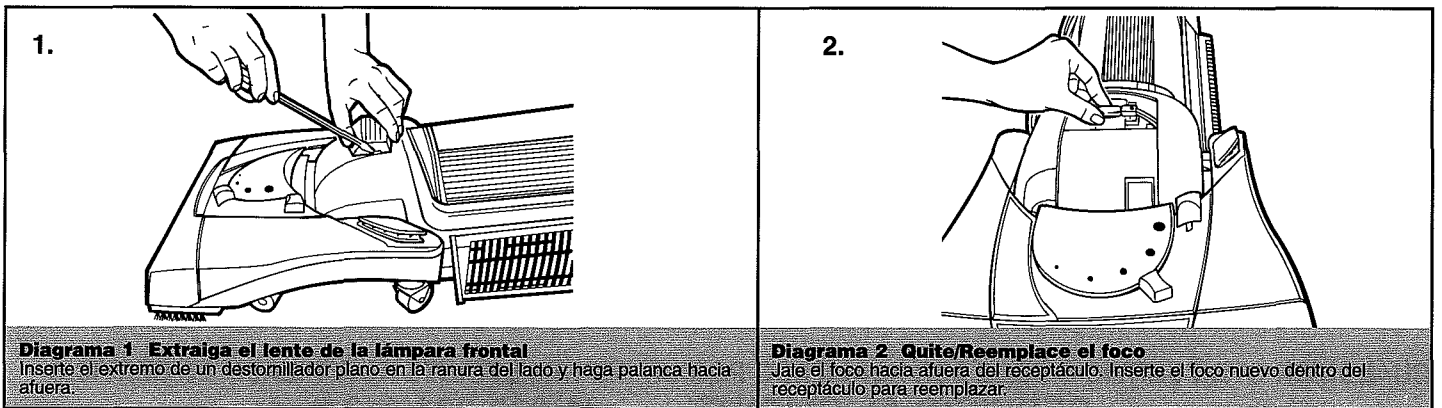 1.
Diagrama 1 Extraiga el lente de la lámpara frontal
Inserte el extremo de un destornillador plano en la ranura del lado y haga palanca hacia
afuera.
2.
Diagrama 2 Quite/Reemplace el foco
Jale el foco hacia afuera del receptáculo. Inserte el foco nuevo dentro del
receptáculo para reemplazar.